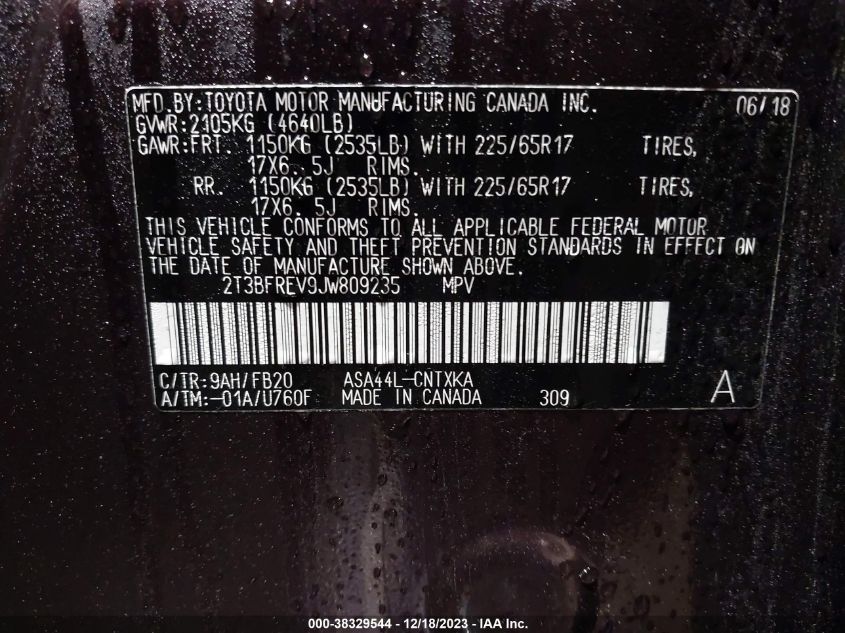 MFD.BY:TOYOTA MOTOR MANUFACTURING CANADA INC. 06/18
GVWR:2105KG (4640LB)
GAWR:FRT. 1150KG (2535LB) WITH 225/65R17 TIRES,
17X6.5J RIMS.
RR. 1150KG (2535LB) WITH 225/65R17 TIRES,
17X6.5J RIMS.
THIS VEHICLE CONFORMS TO ALL APPLICABLE FEDERAL MOTOR
VEHICLE SAFETY AND THEFT PREVENTION STANDARDS IN EFFECT ON
THE DATE OF MANUFACTURE SHOWN ABOVE.
2T3BFREV9JW809235 MPV
C/TR:9AH/FB20 ASA44L-CNTXKA A
A/TM:-01A/U760F MADE IN CANADA 309
000-38329544 - 12/18/2023 - IAA Inc.